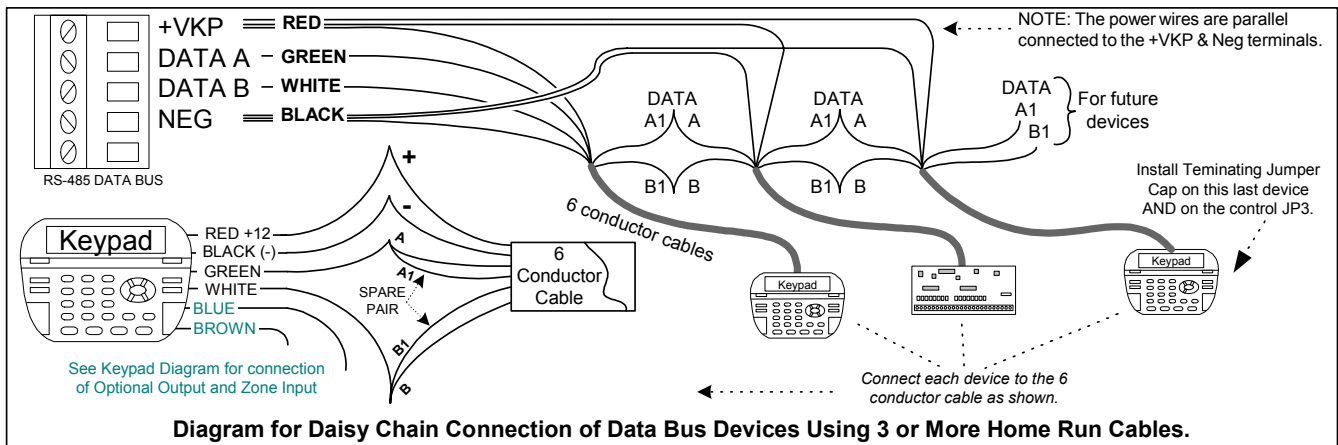 +VKP
RED
DATA A
GREEN
DATA B
WHITE
NEG
BLACK
RS-485 DATA BUS
NOTE: The power wires are parallel
connected to the +VKP & Neg terminals.
DATA
A1 A
B1 B
DATA
A1 A
B1 B
DATA
A1
B1
For future
devices
Install Teminating Jumper
Cap on this last device
AND on the control JP3.
6 conductor cables
Keypad
Keypad
Connect each device to the 6
conductor cable as shown.
Keypad
RED +12
BLACK (-)
GREEN
WHITE
BLUE
BROWN
+
-
A
A1
SPARE
PAIR
B1
B
6
Conductor
Cable
See Keypad Diagram for connection
of Optional Output and Zone Input
Diagram for Daisy Chain Connection of Data Bus Devices Using 3 or More Home Run Cables.